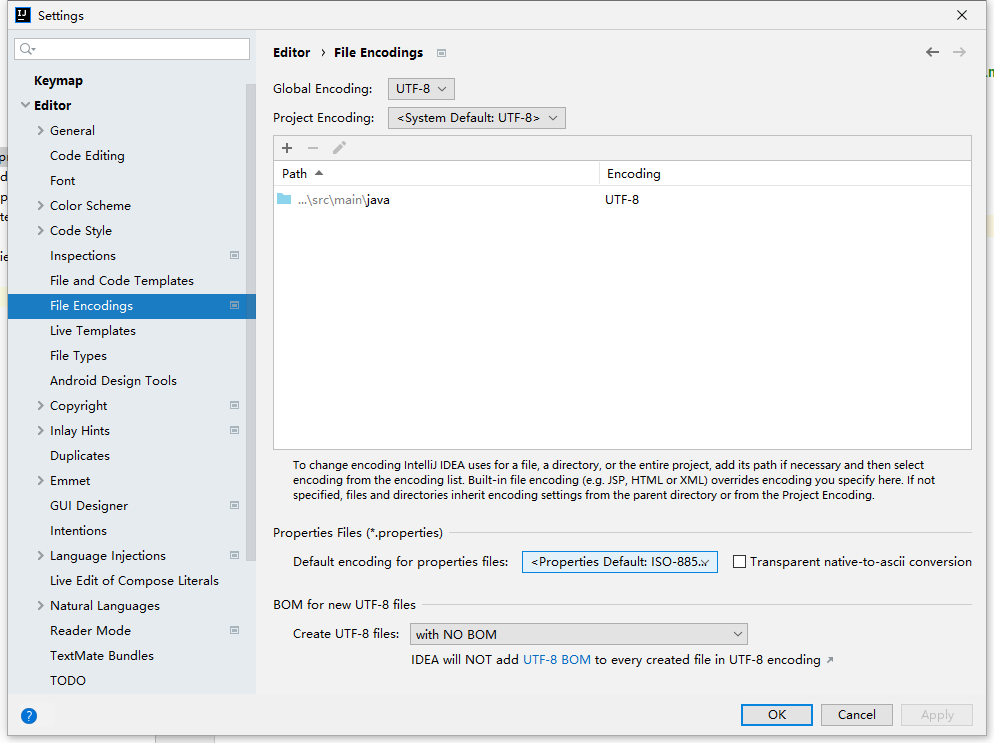 Settings
Keymap
Editor
General
Code Editing
Font
Color Scheme
Code Style
Inspections
File and Code Templates
File Encodings
Live Templates
File Types
Android Design Tools
Copyright
Inlay Hints
Duplicates
Emmet
GUI Designer
Intentions
Language Injections
Live Edit of Compose Literals
Natural Languages
Reader Mode
TextMate Bundles
TODO
Editor › File Encodings
Global Encoding: UTF-8
Project Encoding: <System Default: UTF-8>
Path Encoding
...\src\main\java UTF-8
To change encoding IntelliJ IDEA uses for a file, a directory, or the entire project, add its path if necessary and then select
encoding from the encoding list. Built-in file encoding (e.g. JSP, HTML or XML) overrides encoding you specify here. If not
specified, files and directories inherit encoding settings from the parent directory or from the Project Encoding.
Properties Files (*.properties)
Default encoding for properties files: <Properties Default: ISO-885... Transparent native-to-ascii conversion
BOM for new UTF-8 files
Create UTF-8 files: with NO BOM
IDEA will NOT add UTF-8 BOM to every created file in UTF-8 encoding ↗
? OK Cancel Apply